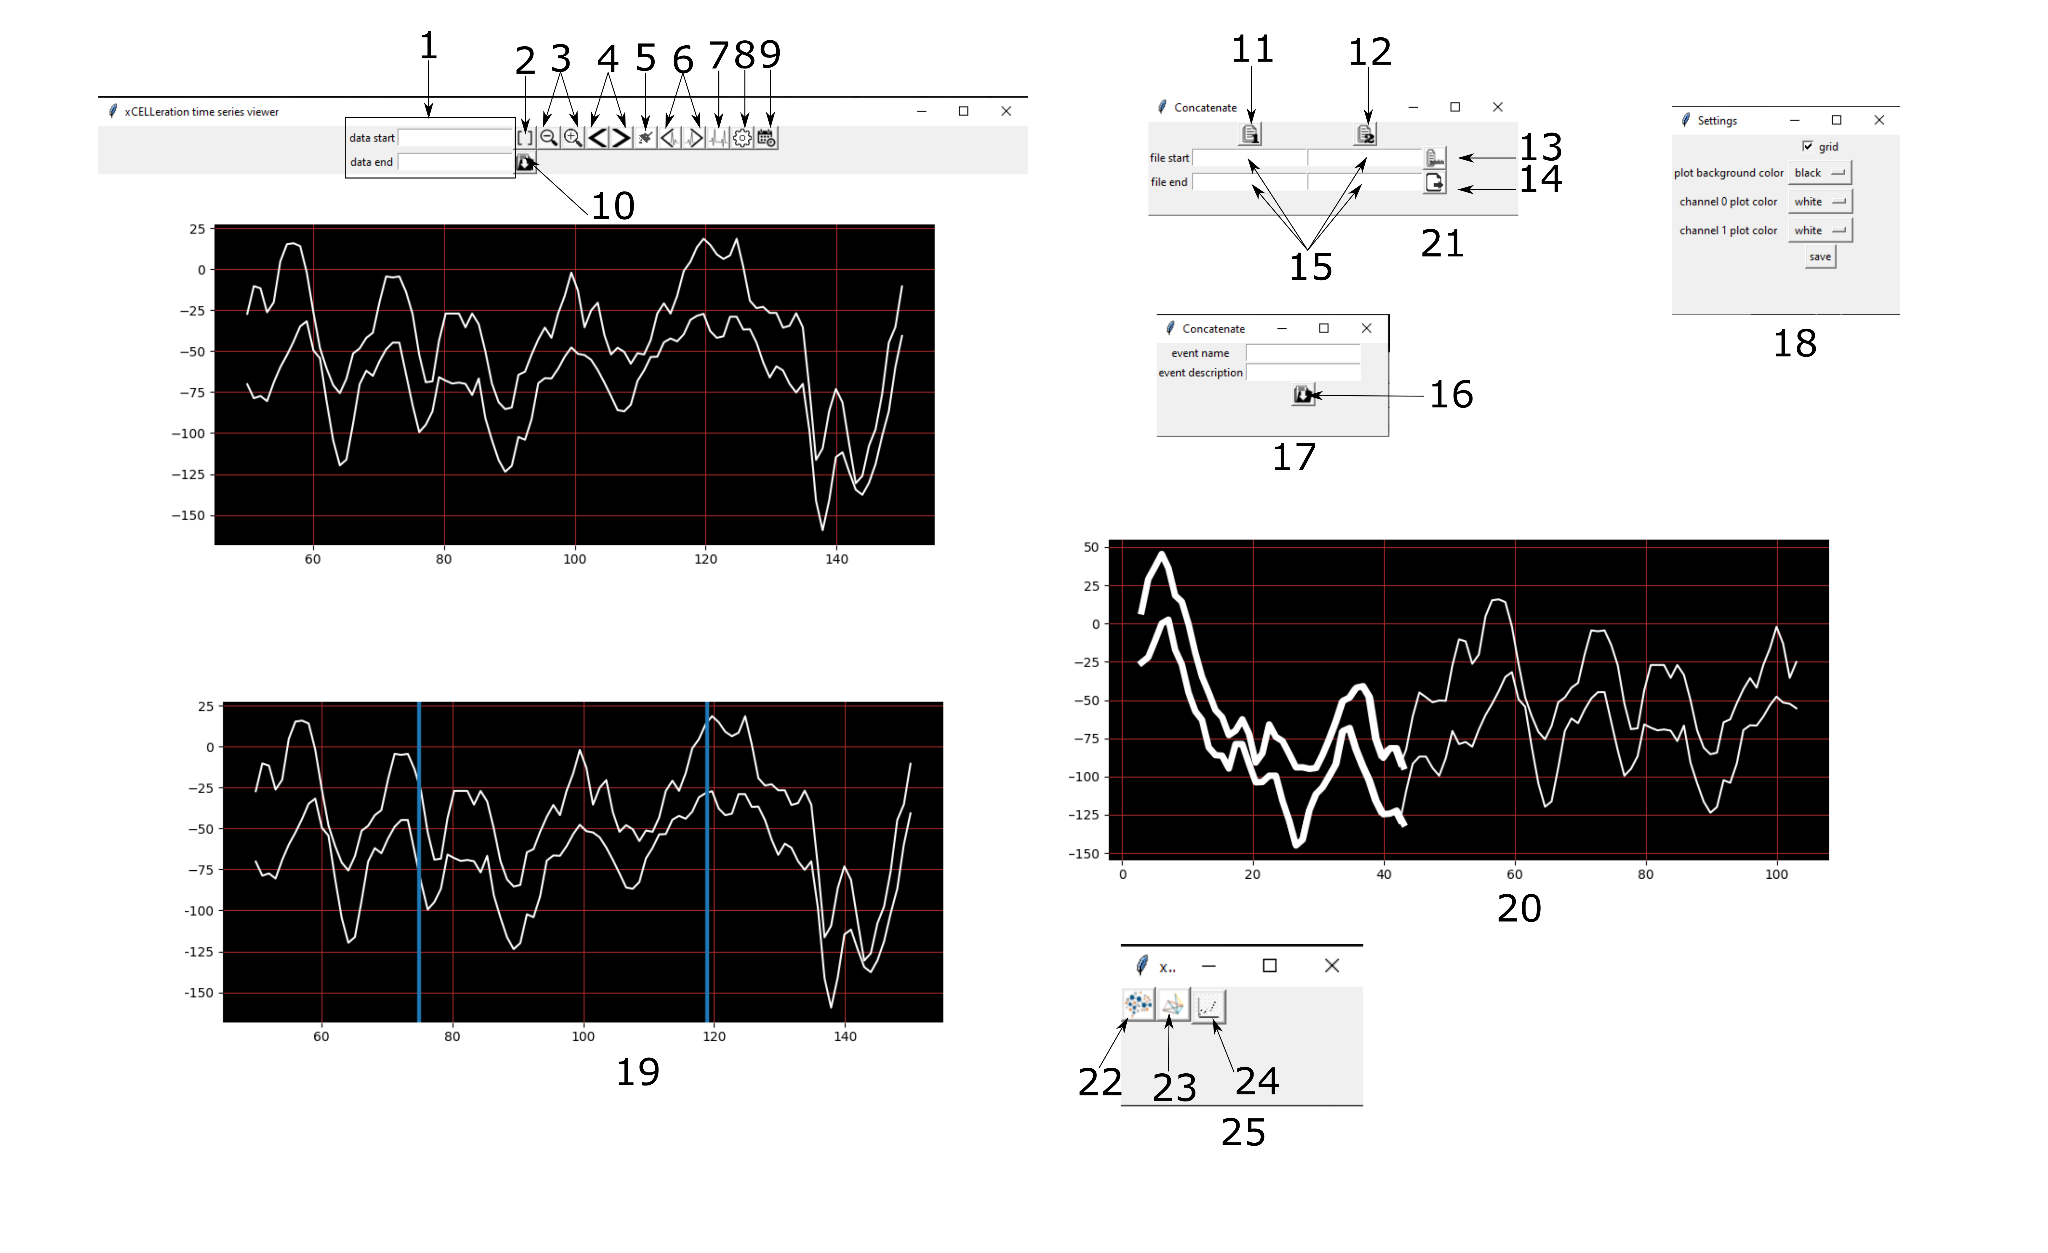 1
2 3 4 5 6 7 8 9
xCELLeration time series viewer
data start
data end
10
25
0
−25
−50
−75
−100
−125
−150
60 80 100 120 140
11 12
Concatenate
file start
file end
13
14
15
21
Settings
grid
plot background color black
channel 0 plot color white
channel 1 plot color white
save
18
Concatenate
event name
event description
16
17
25
0
−25
−50
−75
-100
-125
-150
60 80 100 120 140
19
50
25
0
−25
−50
−75
−100
−125
−150
0 20 40 60 80 100
20
x..
22 23 24
25